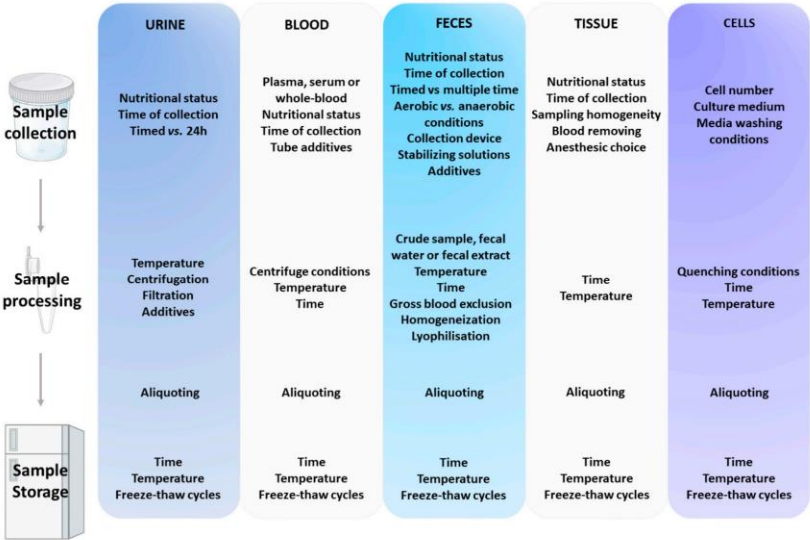 URINE
BLOOD
FECES
TISSUE
CELLS
Sample
collection
Nutritional status
Time of collection
Timed vs. 24h
Plasma, serum or
whole-blood
Nutritional status
Time of collection
Tube additives
Nutritional status
Time of collection
Timed vs multiple time
Aerobic vs. anaerobic
conditions
Collection device
Stabilizing solutions
Additives
Nutritional status
Time of collection
Sampling homogeneity
Blood removing
Anesthesic choice
Cell number
Culture medium
Media washing
conditions
Sample
processing
Temperature
Centrifugation
Filtration
Additives
Centrifuge conditions
Temperature
Time
Crude sample, fecal
water or fecal extract
Temperature
Time
Gross blood exclusion
Homogeneization
Lyophilisation
Time
Temperature
Quenching conditions
Time
Temperature
Aliquoting
Aliquoting
Aliquoting
Aliquoting
Aliquoting
Sample
Storage
Time
Temperature
Freeze-thaw cycles
Time
Temperature
Freeze-thaw cycles
Time
Temperature
Freeze-thaw cycles
Time
Temperature
Freeze-thaw cycles
Time
Temperature
Freeze-thaw cycles